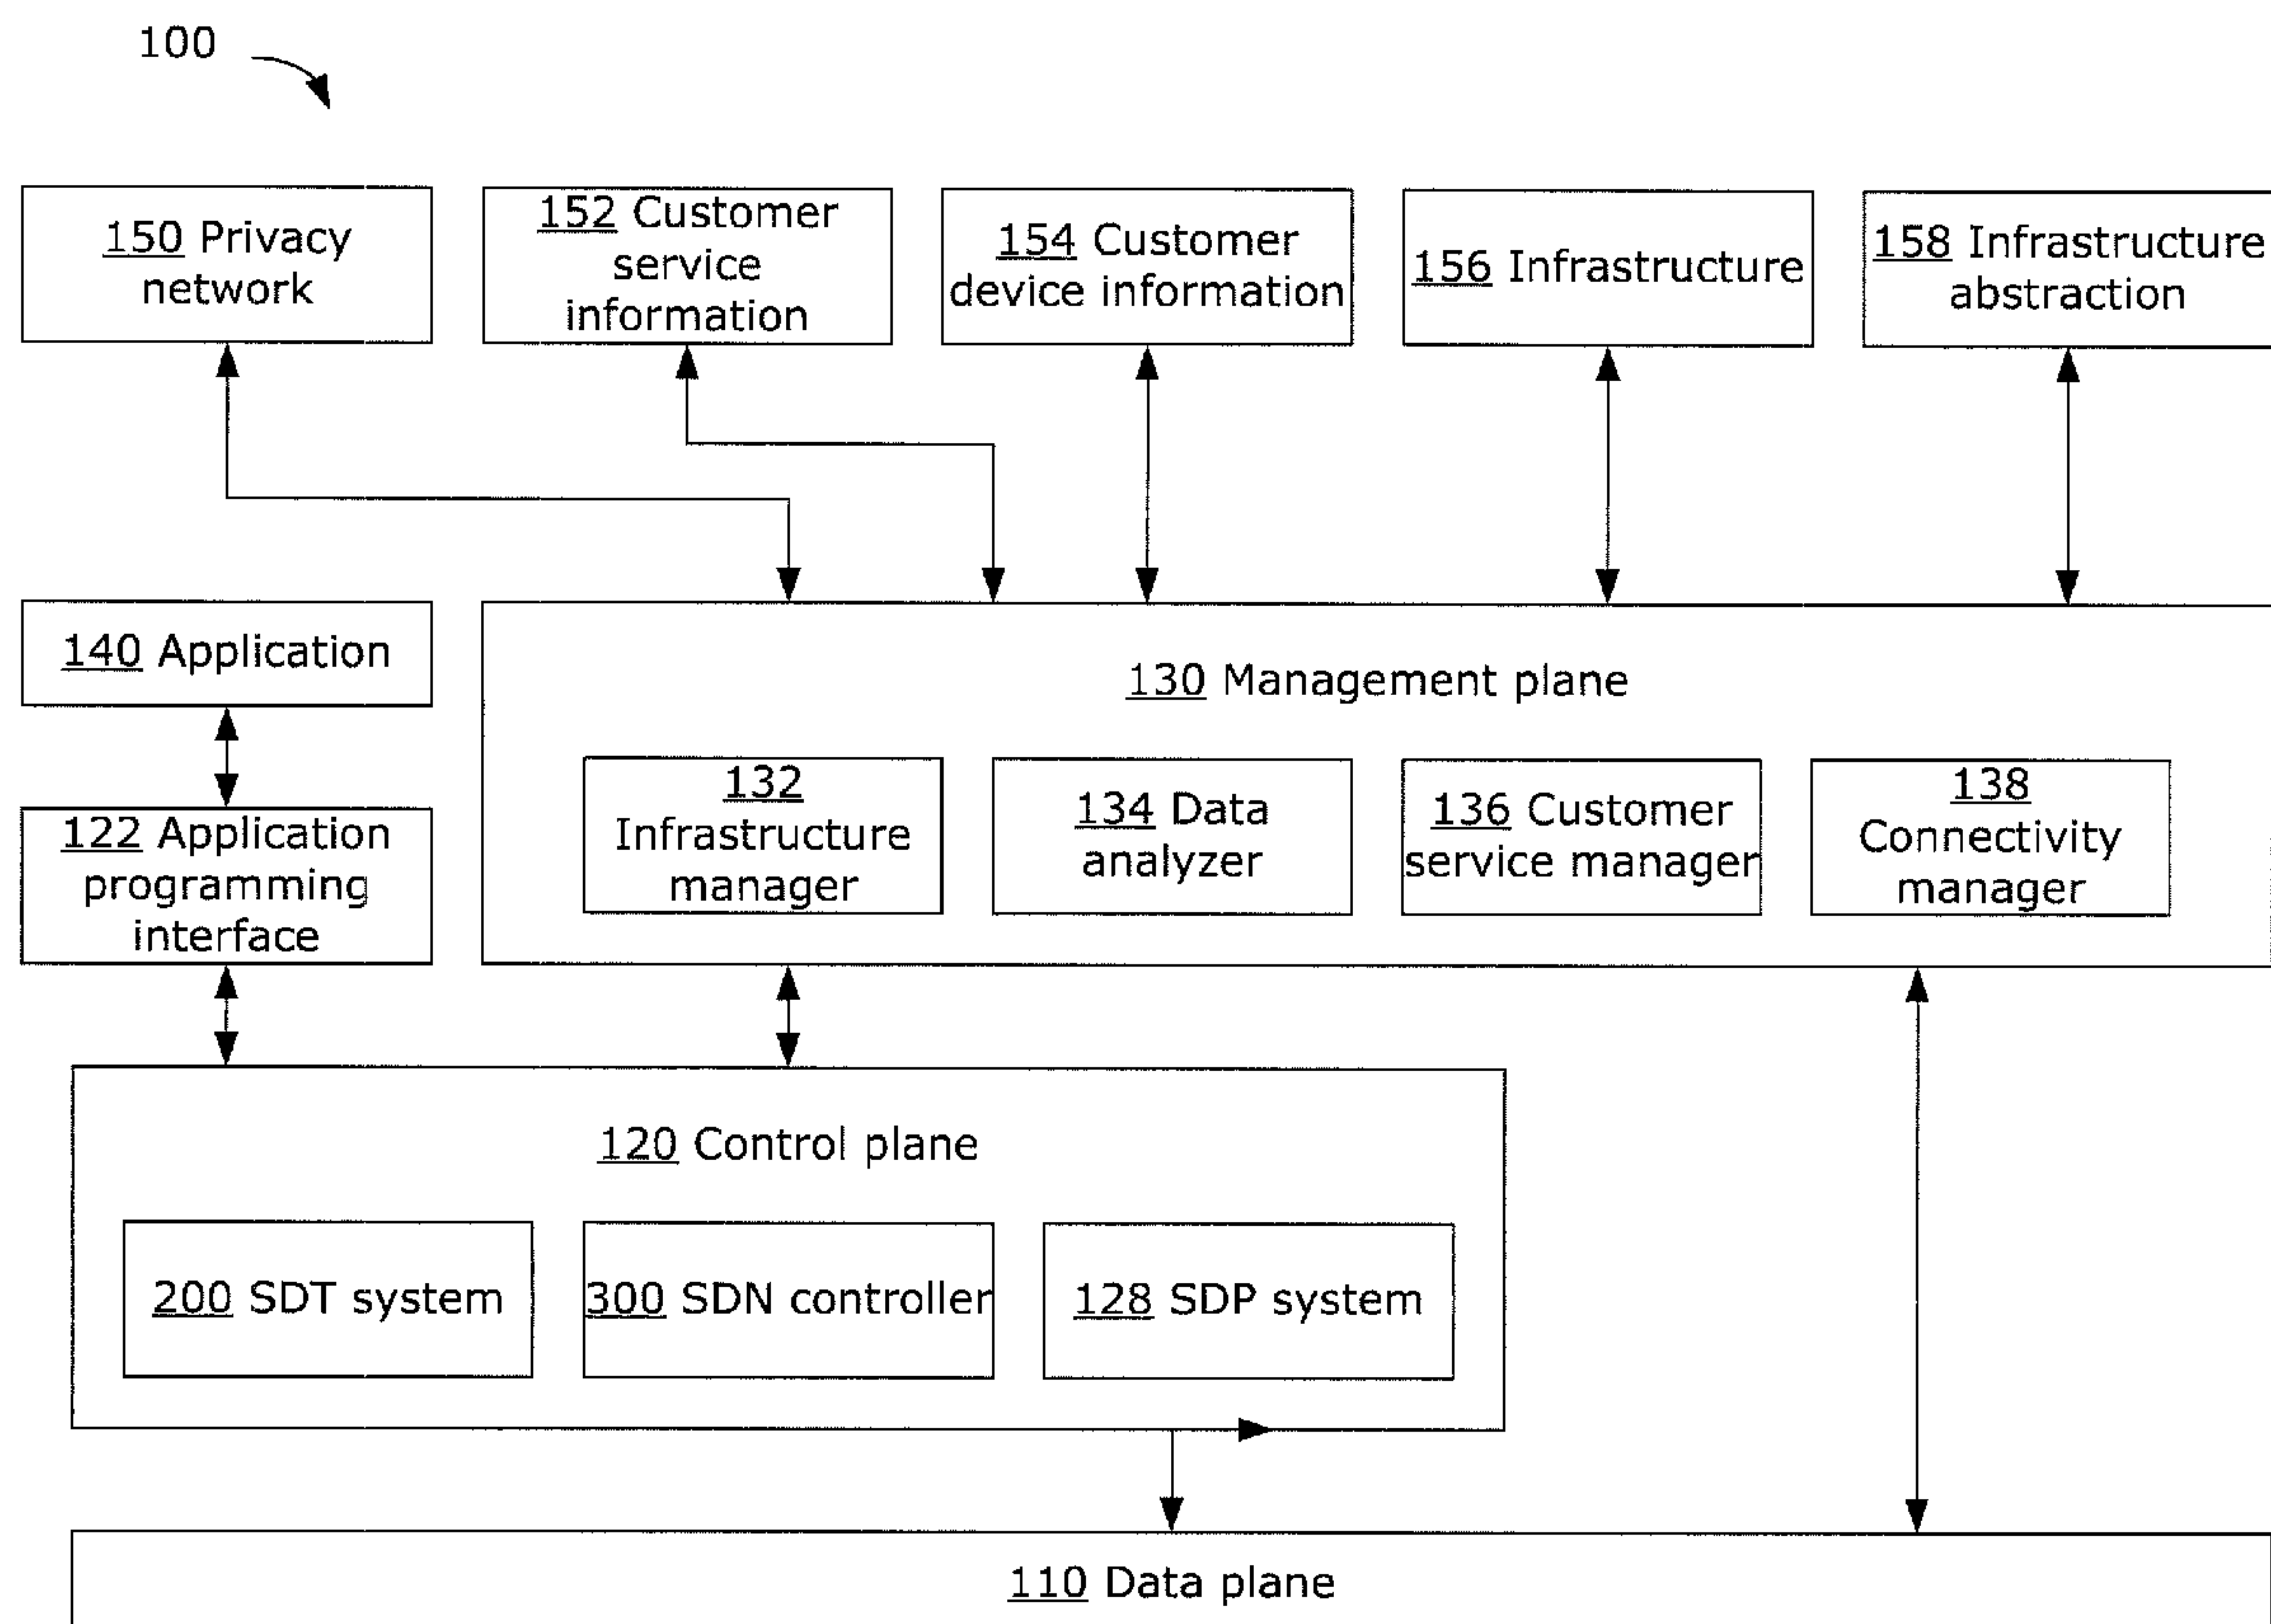 100
150 Privacy
network
152 Customer
service
information
154 Customer
device information
156 Infrastructure
158 Infrastructure
abstraction
140 Application
130 Management plane
122 Application
programming
interface
132
Infrastructure
manager
134 Data
analyzer
136 Customer
service manager
138
Connectivity
manager
120 Control plane
200 SDT system
300 SDN controller
128 SDP system
110 Data plane